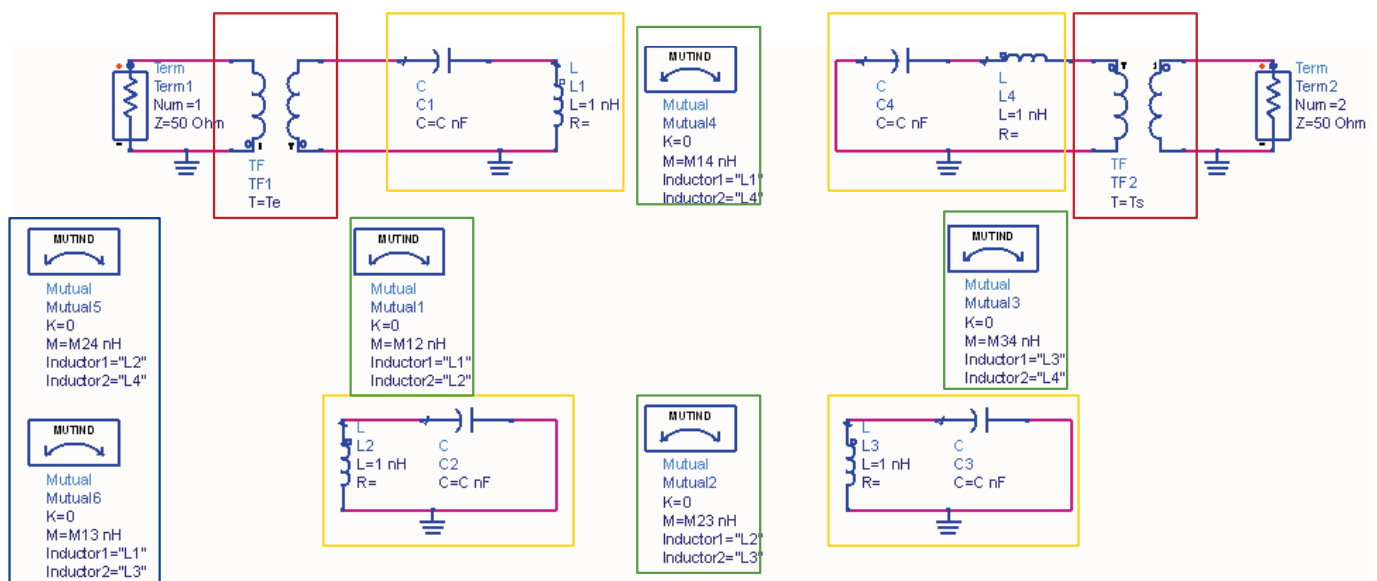 Term
Term1
Num=1
Z=50 Ohm
TF
TF1
T=Te
C
C1
C=C nF
L
L1
L=1 nH
R=
MUTIND
Mutual
Mutual4
K=0
M=M14 nH
Inductor1="L1"
Inductor2="L4"
C
C4
C=C nF
L
L4
L=1 nH
R=
T
1
TF
TF2
T=Ts
Term
Term2
Num=2
Z=50 Ohm
MUTIND
Mutual
Mutual5
K=0
M=M24 nH
Inductor1="L2"
Inductor2="L4"
MUTIND
Mutual
Mutual1
K=0
M=M12 nH
Inductor1="L1"
Inductor2="L2"
MUTIND
Mutual
Mutual3
K=0
M=M34 nH
Inductor1="L3"
Inductor2="L4"
MUTIND
Mutual
Mutual6
K=0
M=M13 nH
Inductor1="L1"
Inductor2="L3"
L
L2
L=1 nH
R=
C
C2
C=C nF
MUTIND
Mutual
Mutual2
K=0
M=M23 nH
Inductor1="L2"
Inductor2="L3"
L
L3
L=1 nH
R=
C
C3
C=C nF